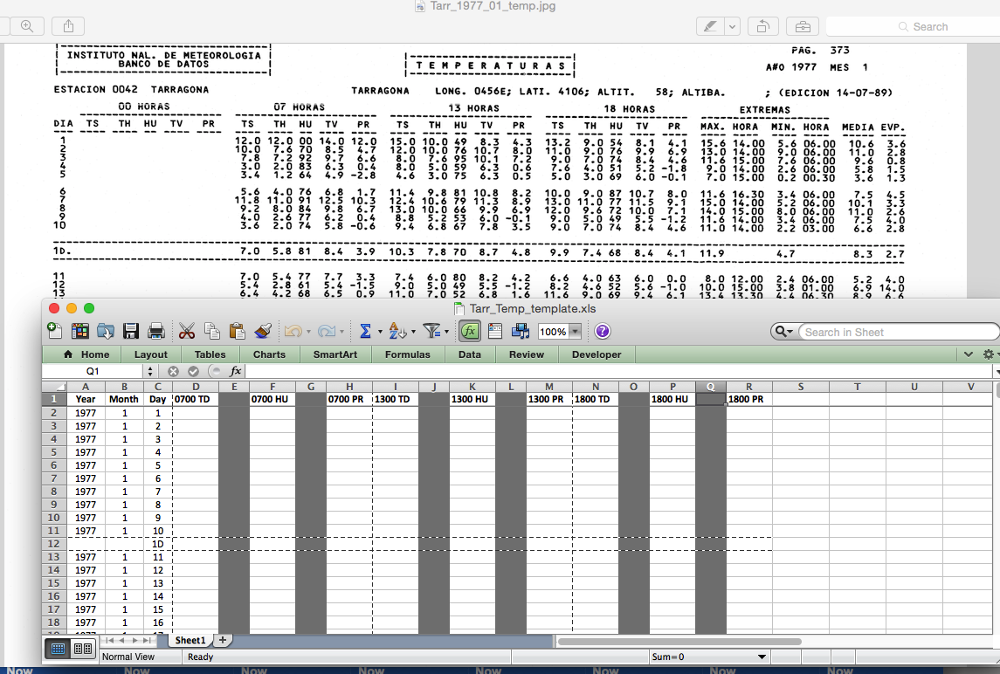 Tarr_1977_01_temp.jpg
Search
INSTITUTO NAL. DE METEOROLOGIA
BANCO DE DATOS
T E M P E R A T U R A S
PAG. 373
A#O 1977 MES 1
ESTACION 0042 TARRAGONA TARRAGONA LONG. 0456E; LATI. 4106; ALTIT. 58; ALTIBA. ; (EDICION 14-07-89)
00 HORAS 07 HORAS 13 HORAS 18 HORAS EXTREMAS
DIA TS TH HU TV PR TS TH HU TV PR TS TH HU TV PR TS TH HU TV PR MAX. HORA MIN. HORA MEDIA EVP.
1 12.0 12.0 00 14.0 12.0 15.0 10.0 49 8.3 4.3 13.2 9.0 54 8.1 4.1 15.6 14.00 5.6 06.00 10.6 3.6
2 10.0 7.6 70 8.5 4.7 12.0 10.0 76 10.7 8.0 11.0 9.0 76 9.9 6.9 13.0 14.00 9.0 06.00 11.0 2.8
3 7.8 7.2 92 9.7 6.6 8.0 7.6 95 10.1 7.2 9.0 7.0 74 8.4 4.6 11.6 15.00 7.6 06.00 9.6 0.8
4 3.0 2.0 83 6.3 0.4 8.0 5.0 59 6.3 0.6 7.6 4.0 51 5.2 -1.8 9.0 14.00 2.6 06.00 5.8 1.5
5 3.4 1.2 64 4.9 -2.8 4.6 3.0 75 6.3 0.5 5.0 3.0 69 6.0 -0.1 7.0 15.00 0.2 00.30 3.6 1.3
6 5.6 4.0 76 6.8 1.7 11.4 9.8 81 10.8 8.2 10.0 9.0 87 10.7 8.0 11.6 16.30 3.4 06.00 7.5 4.5
7 11.8 11.0 91 12.5 10.3 12.4 10.6 79 11.3 8.9 13.0 11.0 77 11.5 9.1 15.0 14.00 5.2 06.00 10.1 3.3
8 9.2 8.0 84 9.8 6.7 13.0 10.0 66 9.9 6.9 12.0 9.6 72 10.0 7.1 14.0 15.00 8.0 06.00 11.0 2.6
9 4.0 2.6 77 6.2 0.4 8.8 5.2 53 6.0 -0.1 9.0 5.0 49 5.5 -1.2 11.6 14.00 3.4 06.00 7.5 4.0
10 3.6 2.0 74 5.8 -0.6 9.4 6.8 67 7.8 3.5 9.0 7.0 74 8.4 4.6 11.0 14.00 2.2 03.00 6.6 2.8
1D. 7.0 5.8 81 8.4 3.9 10.3 7.8 70 8.7 4.8 9.9 7.4 68 8.4 4.1 11.9 4.7 8.3 2.7
11 7.0 5.4 77 7.7 3.3 7.4 6.0 80 8.2 4.2 6.6 4.0 63 6.0 0.0 8.0 12.00 2.4 06.00 5.2 4.0
12 5.4 2.8 61 5.4 -1.5 9.0 5.0 49 5.5 -1.2 8.2 4.6 52 5.6 -1.0 10.0 15.00 3.8 01.00 6.9 14.0
13 6.4 4.2 68 6.5 0.9 11.0 7.0 52 6.8 1.6 11.6 9.0 69 9.4 6.1 13.4 13.30 4.4 06.30 8.9 6.6
Tarr_Temp_template.xls
100%
Search in Sheet
Home Layout Tables Charts SmartArt Formulas Data Review Developer
Q1 fx
A B C D E F G H I J K L M N O P Q R S T U V
1 Year Month Day 0700 TD 0700 HU 0700 PR 1300 TD 1300 HU 1300 PR 1800 TD 1800 HU 1800 PR
2 1977 1 1
3 1977 1 2
4 1977 1 3
5 1977 1 4
6 1977 1 5
7 1977 1 6
8 1977 1 7
9 1977 1 8
10 1977 1 9
11 1977 1 10
12 1D
13 1977 1 11
14 1977 1 12
15 1977 1 13
16 1977 1 14
17 1977 1 15
18 1977 1 16
Sheet1
Normal View Ready Sum=0
Now Now Now Now Now Now Now Now